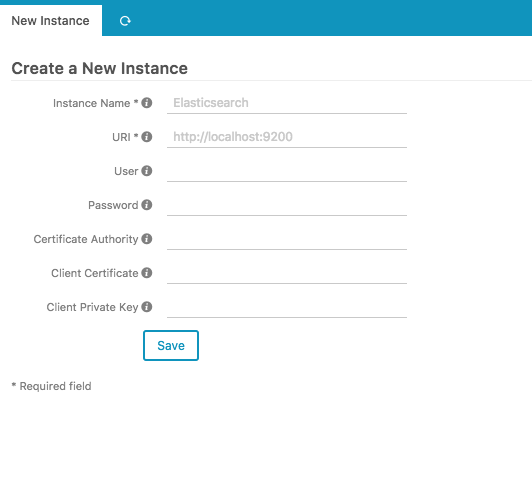 New Instance
Create a New Instance
Instance Name * i Elasticsearch
URI * i http://localhost:9200
User i
Password i
Certificate Authority i
Client Certificate i
Client Private Key i
Save
* Required field